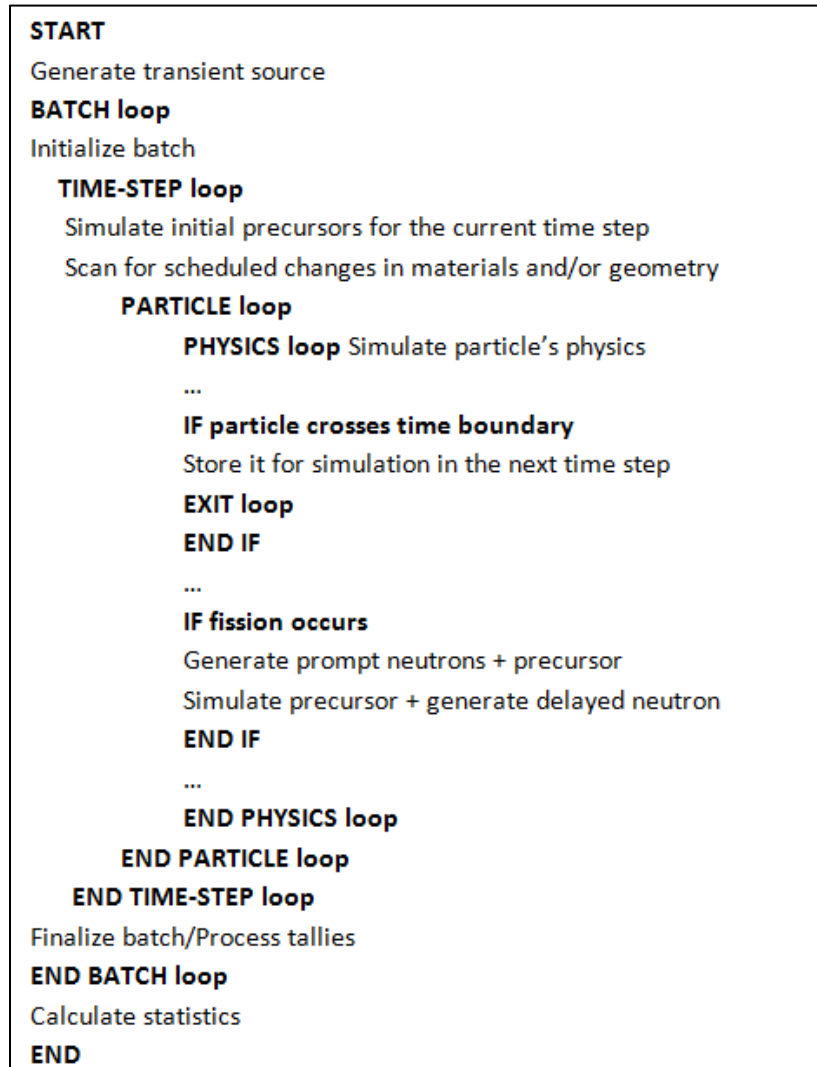 START
Generate transient source
BATCH loop
Initialize batch
TIME-STEP loop
Simulate initial precursors for the current time step
Scan for scheduled changes in materials and/or geometry
PARTICLE loop
PHYSICS loop Simulate particle's physics
...
IF particle crosses time boundary
Store it for simulation in the next time step
EXIT loop
END IF
...
IF fission occurs
Generate prompt neutrons + precursor
Simulate precursor + generate delayed neutron
END IF
...
END PHYSICS loop
END PARTICLE loop
END TIME-STEP loop
Finalize batch/Process tallies
END BATCH loop
Calculate statistics
END